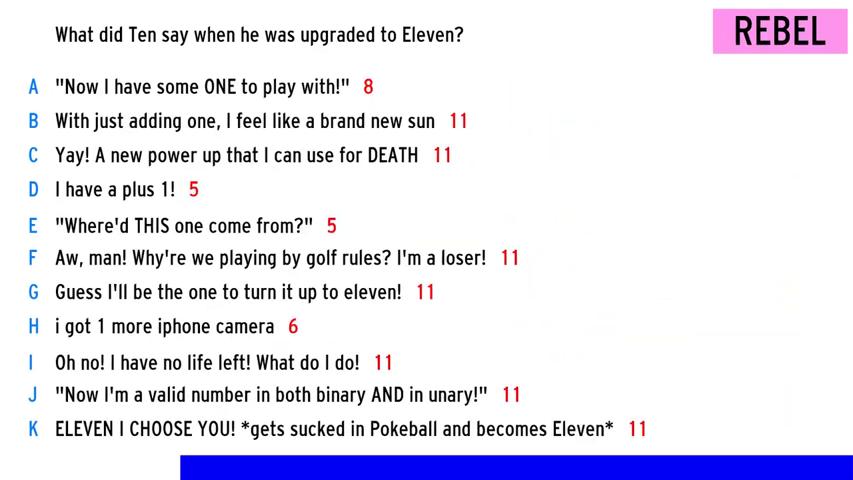 What did Ten say when he was upgraded to Eleven?
REBEL
A "Now I have some ONE to play with!" 8
B With just adding one, I feel like a brand new sun 11
C Yay! A new power up that I can use for DEATH 11
D I have a plus 1! 5
E "Where'd THIS one come from?" 5
F Aw, man! Why're we playing by golf rules? I'm a loser! 11
G Guess I'll be the one to turn it up to eleven! 11
H i got 1 more iphone camera 6
I Oh no! I have no life left! What do I do! 11
J "Now I'm a valid number in both binary AND in unary!" 11
K ELEVEN I CHOOSE YOU! *gets sucked in Pokeball and becomes Eleven* 11